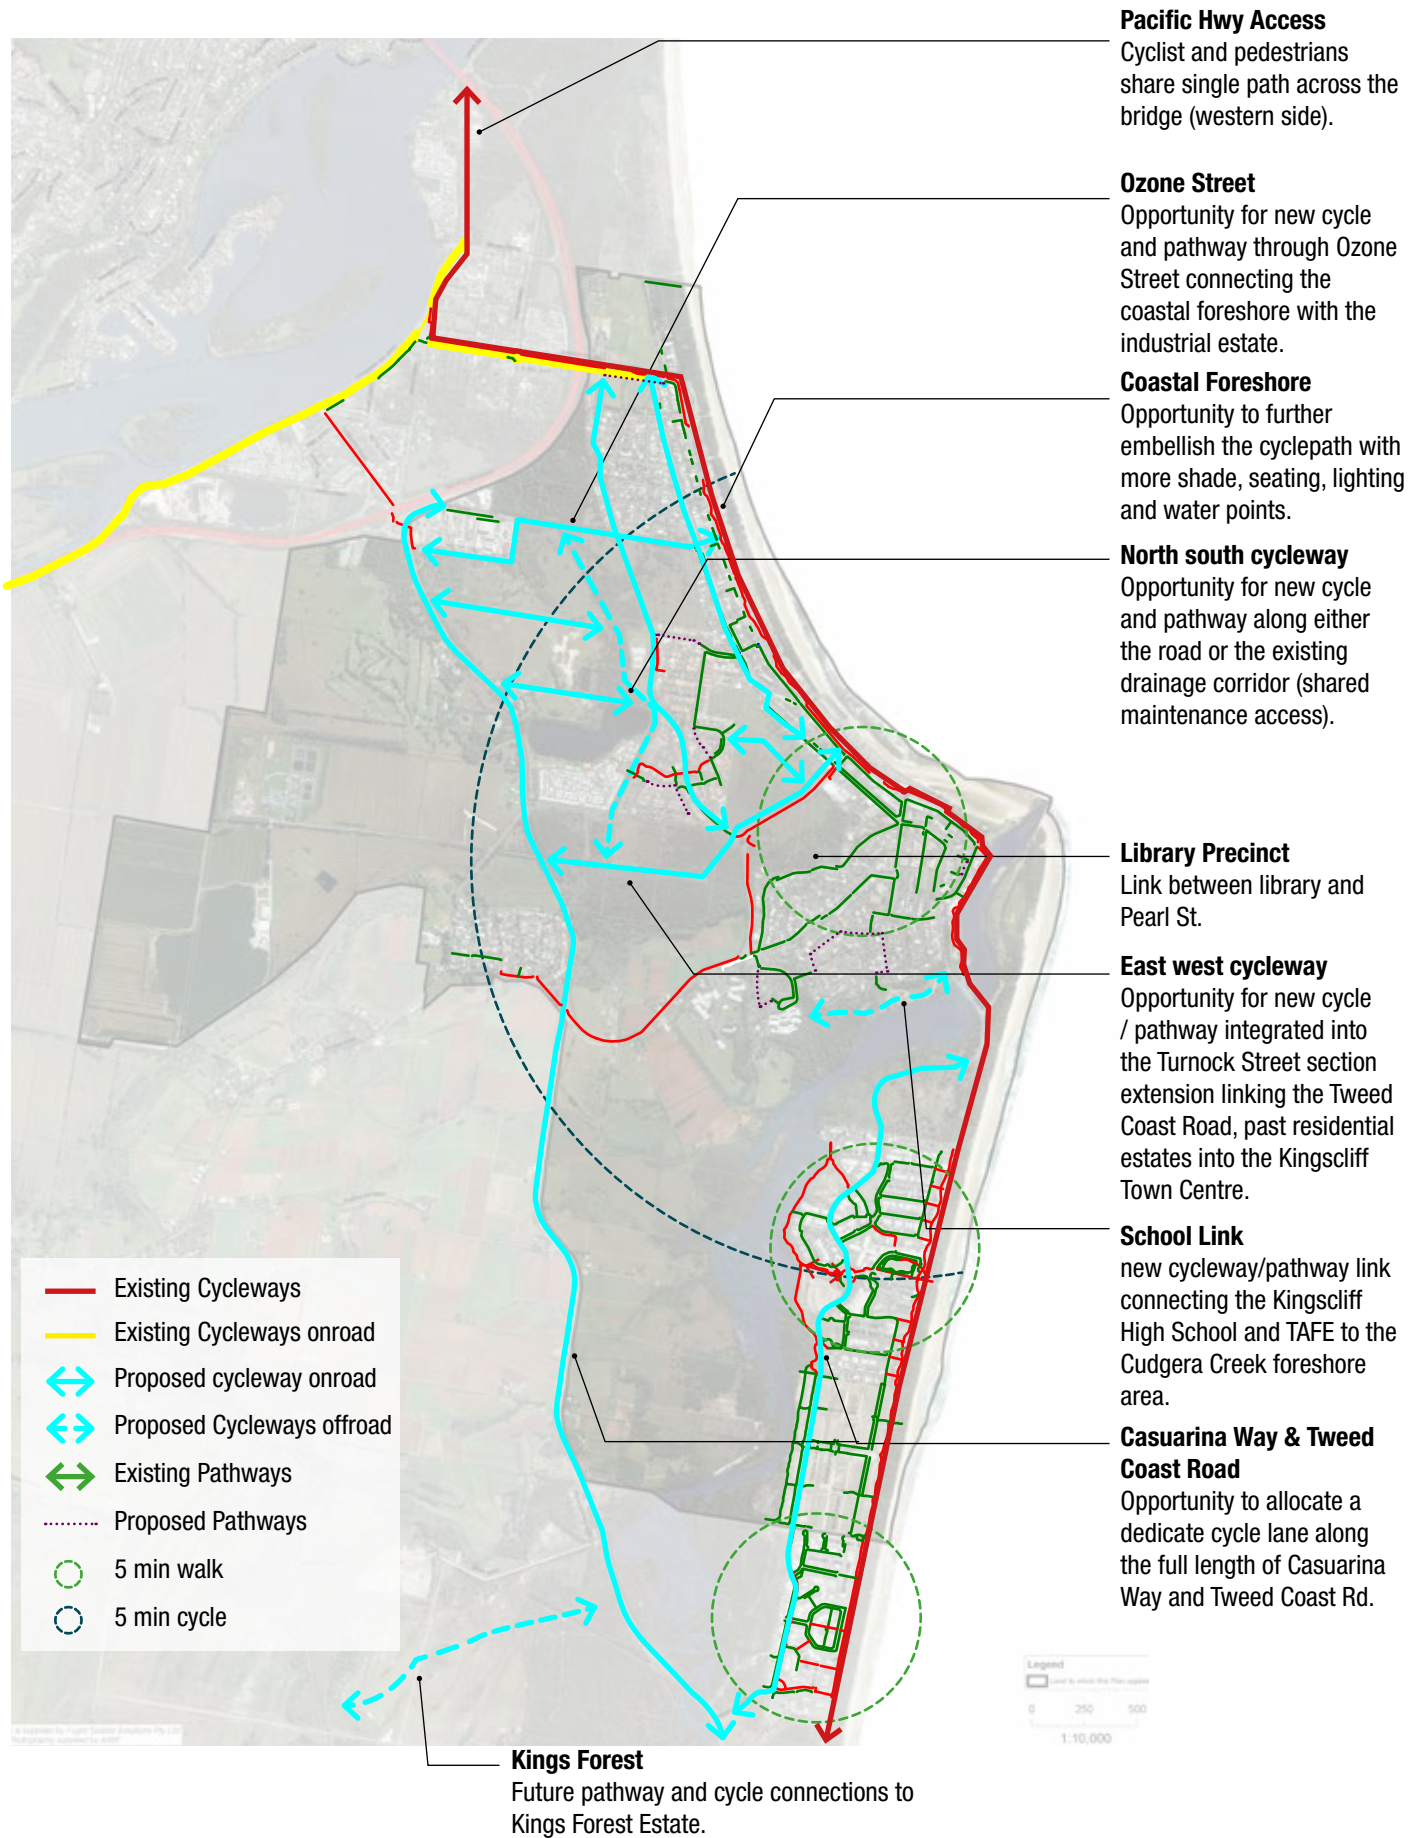 Pacific Hwy Access
Cyclist and pedestrians
share single path across the
bridge (western side).
Ozone Street
Opportunity for new cycle
and pathway through Ozone
Street connecting the
coastal foreshore with the
industrial estate.
Coastal Foreshore
Opportunity to further
embellish the cyclepath with
more shade, seating, lighting
and water points.
North south cycleway
Opportunity for new cycle
and pathway along either
the road or the existing
drainage corridor (shared
maintenance access).
Library Precinct
Link between library and
Pearl St.
East west cycleway
Opportunity for new cycle
/ pathway integrated into
the Turnock Street section
extension linking the Tweed
Coast Road, past residential
estates into the Kingscliff
Town Centre.
School Link
new cycleway/pathway link
connecting the Kingscliff
High School and TAFE to the
Cudgera Creek foreshore
area.
Casuarina Way & Tweed
Coast Road
Opportunity to allocate a
dedicate cycle lane along
the full length of Casuarina
Way and Tweed Coast Rd.
Existing Cycleways
Existing Cycleways onroad
Proposed cycleway onroad
Proposed Cycleways offroad
Existing Pathways
Proposed Pathways
5 min walk
5 min cycle
Legend
Land to which this Plan applies
0 250 500
1:10,000
Kings Forest
Future pathway and cycle connections to
Kings Forest Estate.